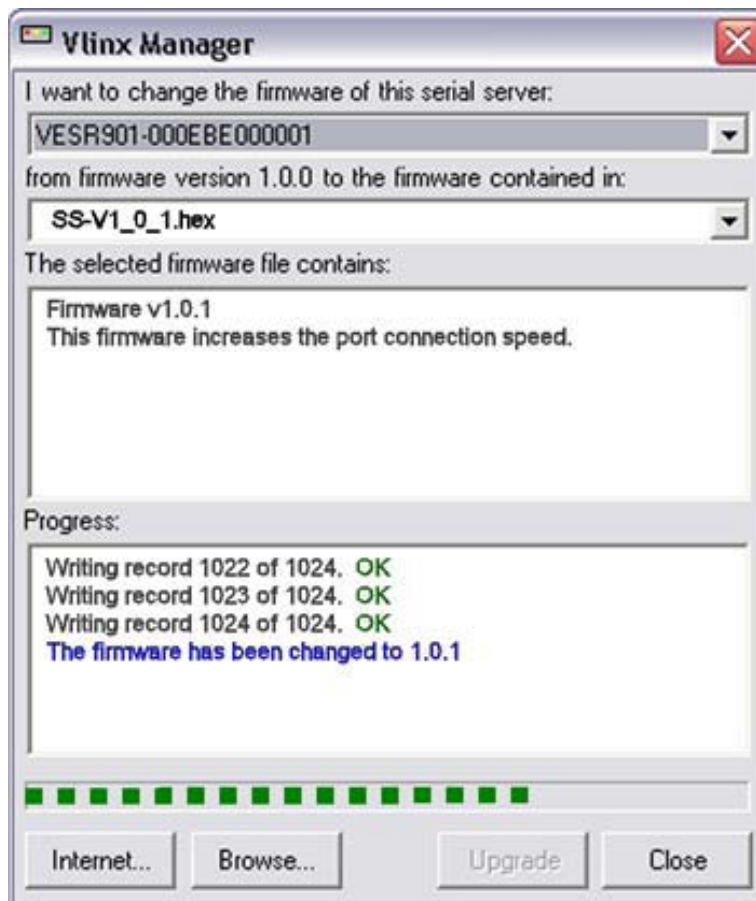 Vlinx Manager
I want to change the firmware of this serial server:
VESR901-000EBE000001
from firmware version 1.0.0 to the firmware contained in:
SS-V1_0_1.hex
The selected firmware file contains:
Firmware v1.0.1
This firmware increases the port connection speed.
Progress:
Writing record 1022 of 1024. OK
Writing record 1023 of 1024. OK
Writing record 1024 of 1024. OK
The firmware has been changed to 1.0.1
Internet... Browse... Upgrade Close